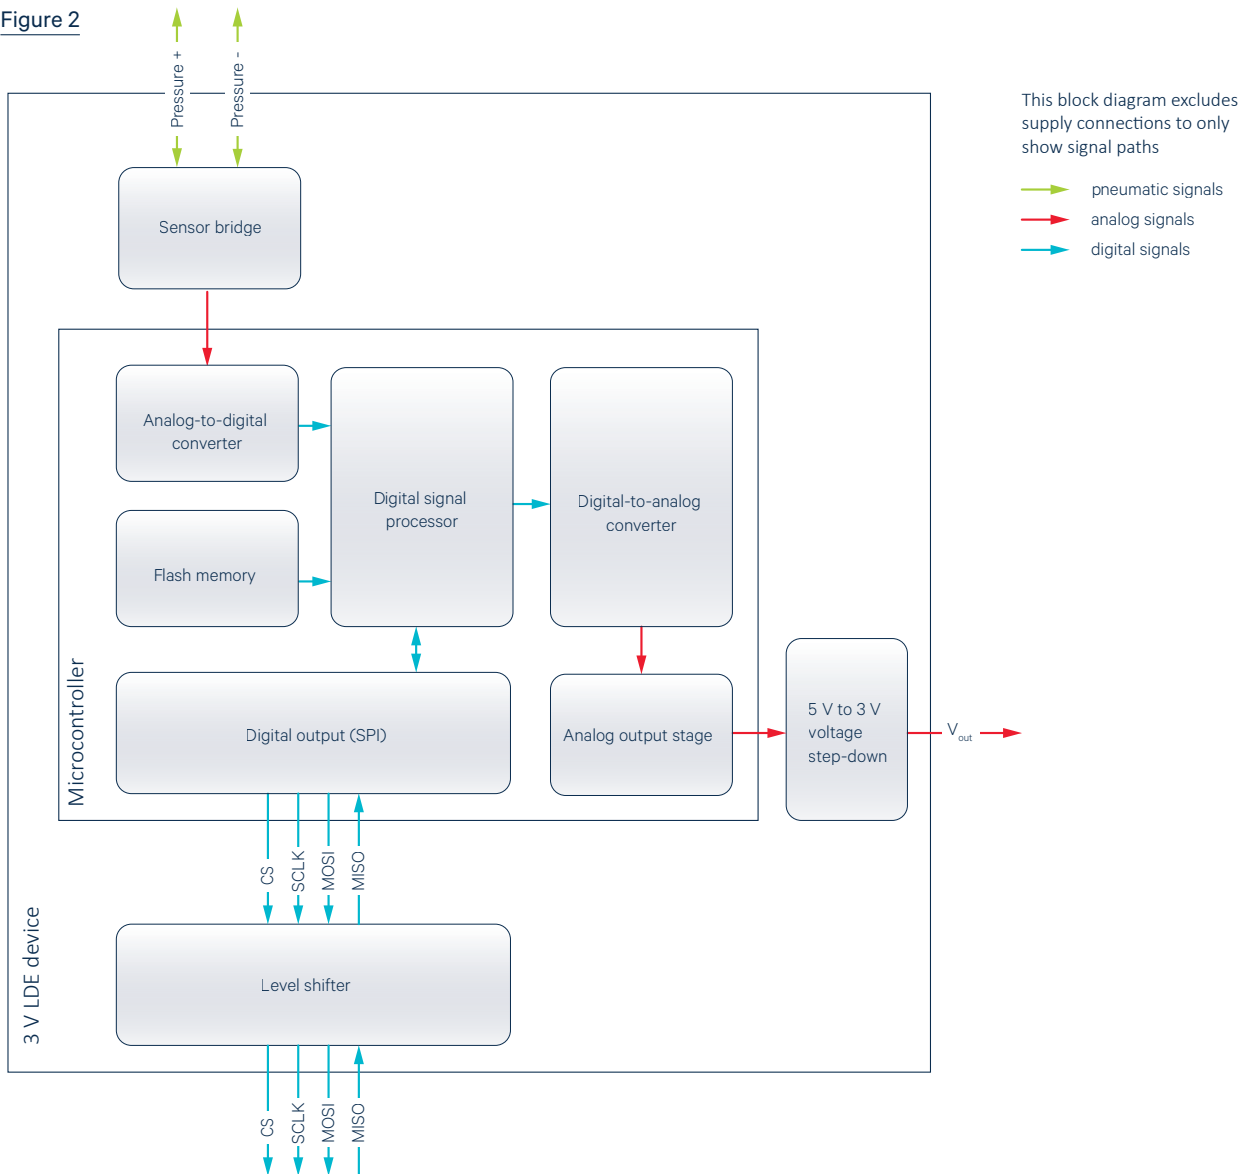 Figure 2
Pressure +
Pressure -
This block diagram excludes
supply connections to only
show signal paths
pneumatic signals
analog signals
digital signals
Sensor bridge
Analog-to-digital
converter
Digital signal
processor
Digital-to-analog
converter
Flash memory
Microcontroller
Digital output (SPI)
Analog output stage
5 V to 3 V
voltage
step-down
Vout
CS
SCLK
MOSI
MISO
3 V LDE device
Level shifter
CS
SCLK
MOSI
MISO